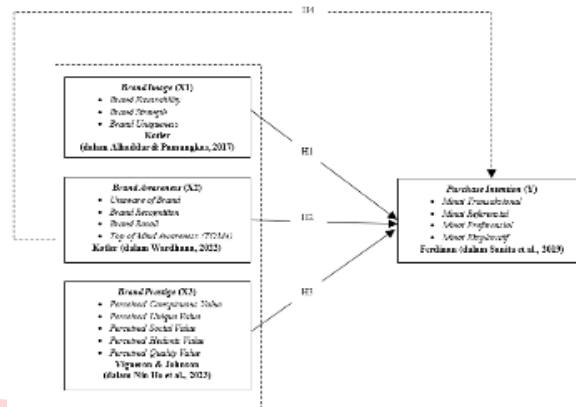 H4
Brand Image (X1)
• Brand Favorability
• Brand Strength
• Brand Uniqueness
Kotler
(dalam Alhaddar & Pamungkas, 2017)
H1
Brand Awareness (X2)
• Unaware of Brand
• Brand Recognition
• Brand Recall
• Top of Mind Awareness (TOMA)
Kotler (dalam Wardhana, 2022)
H2
Purchase Intention (Y)
• Minat Transaksional
• Minat Referensial
• Minat Preferensial
• Minat Eksploratif
Ferdinan (dalam Sanita et al., 2019)
Brand Prestige (X3)
• Perceived Conspicuous Value
• Perceived Unique Value
• Perceived Social Value
• Perceived Hedonic Value
• Perceived Quality Value
Vigneron & Johnson
(dalam Nin Ho et al., 2023)
H3